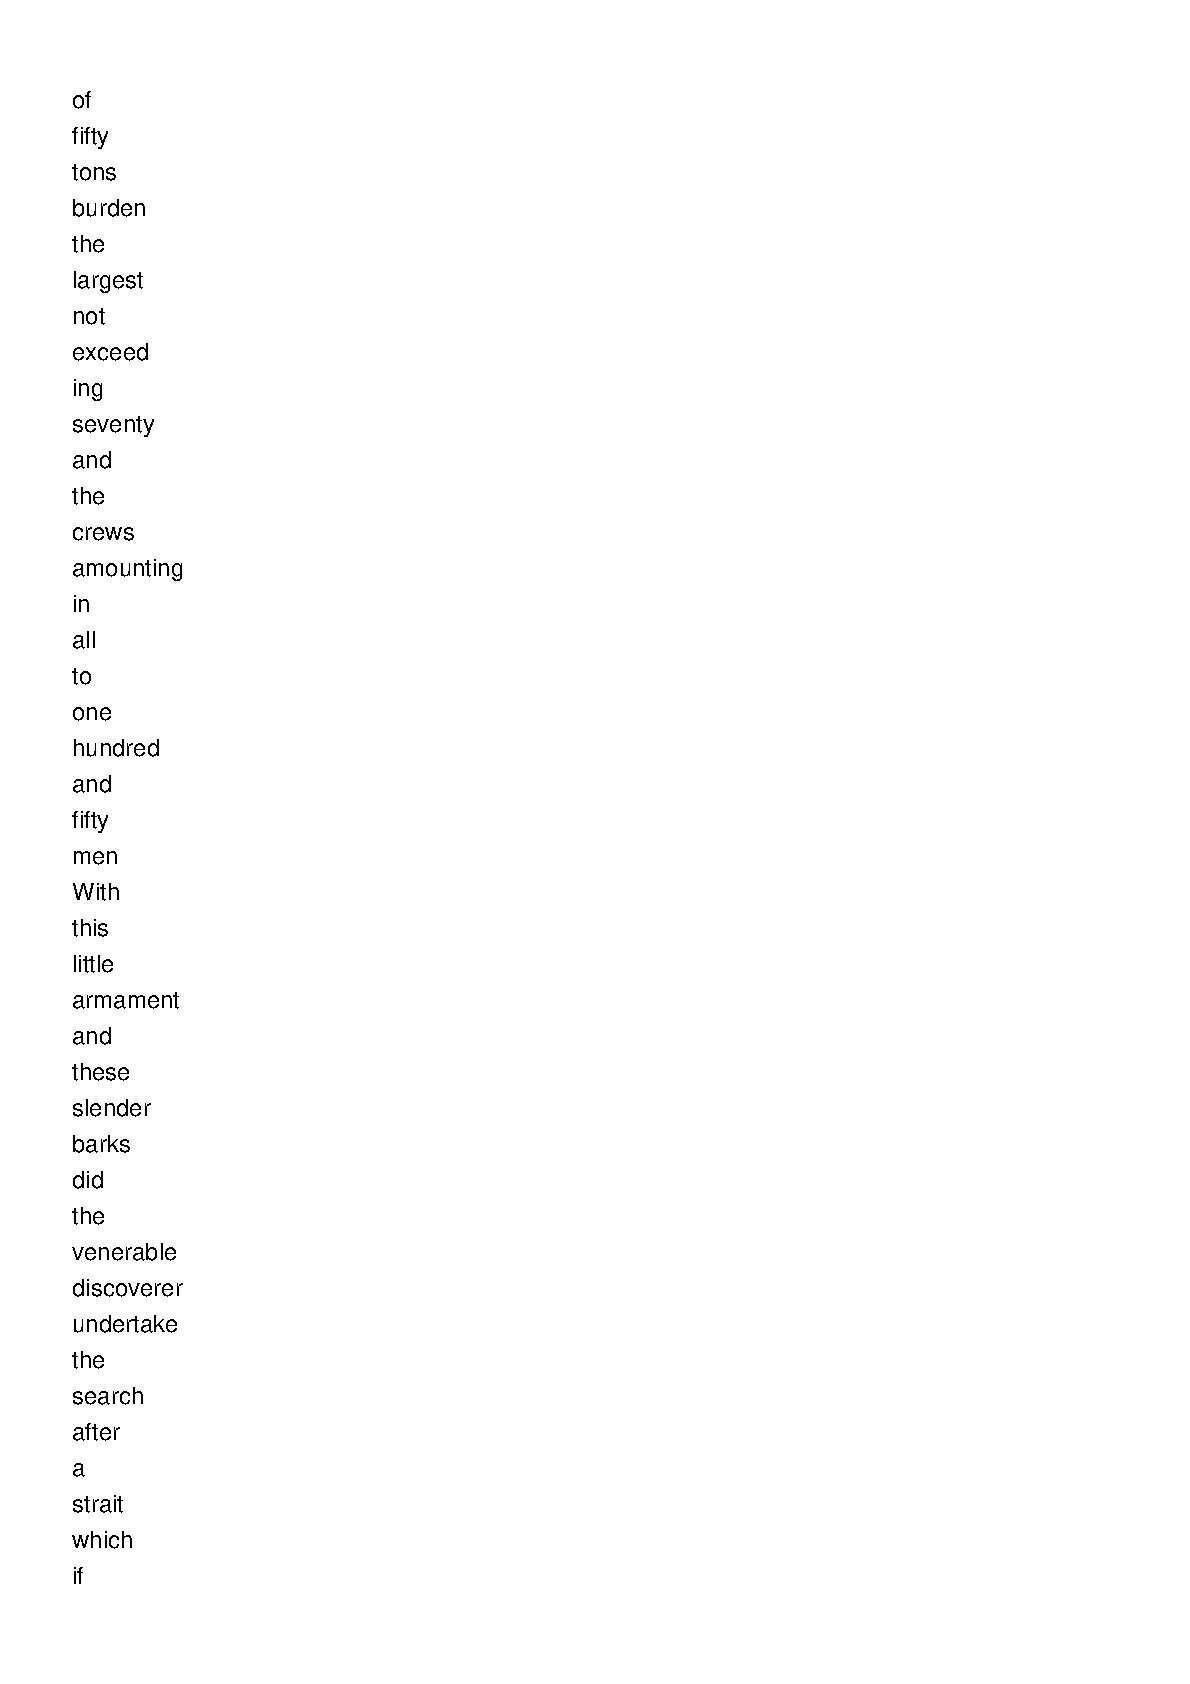 of
fifty
tons
burden
the
largest
not
exceed
ing
seventy
and
the
crews
amounting
in
all
to
one
hundred
and
fifty
men
With
this
little
armament
and
these
slender
barks
did
the
venerable
discoverer
undertake
the
search
after
a
strait
which
if